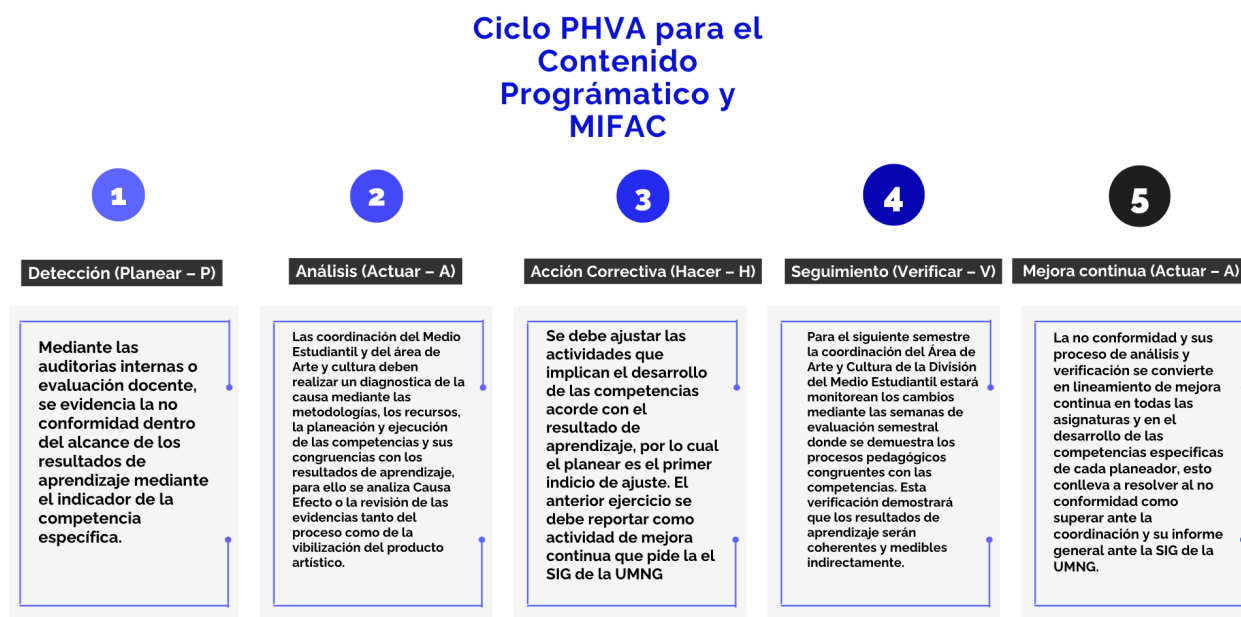 Ciclo PHVA para el
Contenido
Prográmatico y
MIFAC
1
2
3
4
5
Detección (Planear – P)
Análisis (Actuar – A)
Acción Correctiva (Hacer – H)
Seguimiento (Verificar – V)
Mejora continua (Actuar – A)
Mediante las
auditorias internas o
evaluación docente,
se evidencia la no
conformidad dentro
del alcance de los
resultados de
aprendizaje mediante
el indicador de la
competencia
específica.
Las coordinación del Medio
Estudiantil y del área de
Arte y cultura deben
realizar un diagnostica de la
causa mediante las
metodologías, los recursos,
la planeación y ejecución
de las competencias y sus
congruencias con los
resultados de aprendizaje,
para ello se analiza Causa
Efecto o la revisión de las
evidencias tanto del
proceso como de la
vibilización del producto
artístico.
Se debe ajustar las
actividades que
implican el desarrollo
de las competencias
acorde con el
resultado de
aprendizaje, por lo cual
el planear es el primer
indicio de ajuste. El
anterior ejercicio se
debe reportar como
actividad de mejora
continua que pide la el
SIG de la UMNG
Para el siguiente semestre
la coordinación del Área de
Arte y Cultura de la División
del Medio Estudiantil estará
monitorean los cambios
mediante las semanas de
evaluación semestral
donde se demuestra los
procesos pedagógicos
congruentes con las
competencias. Esta
verificación demostrará
que los resultados de
aprendizaje serán
coherentes y medibles
indirectamente.
La no conformidad y sus
proceso de análisis y
verificación se convierte
en lineamiento de mejora
continua en todas las
asignaturas y en el
desarrollo de las
competencias especificas
de cada planeador, esto
conlleva a resolver al no
conformidad como
superar ante la
coordinación y su informe
general ante la SIG de la
UMNG.